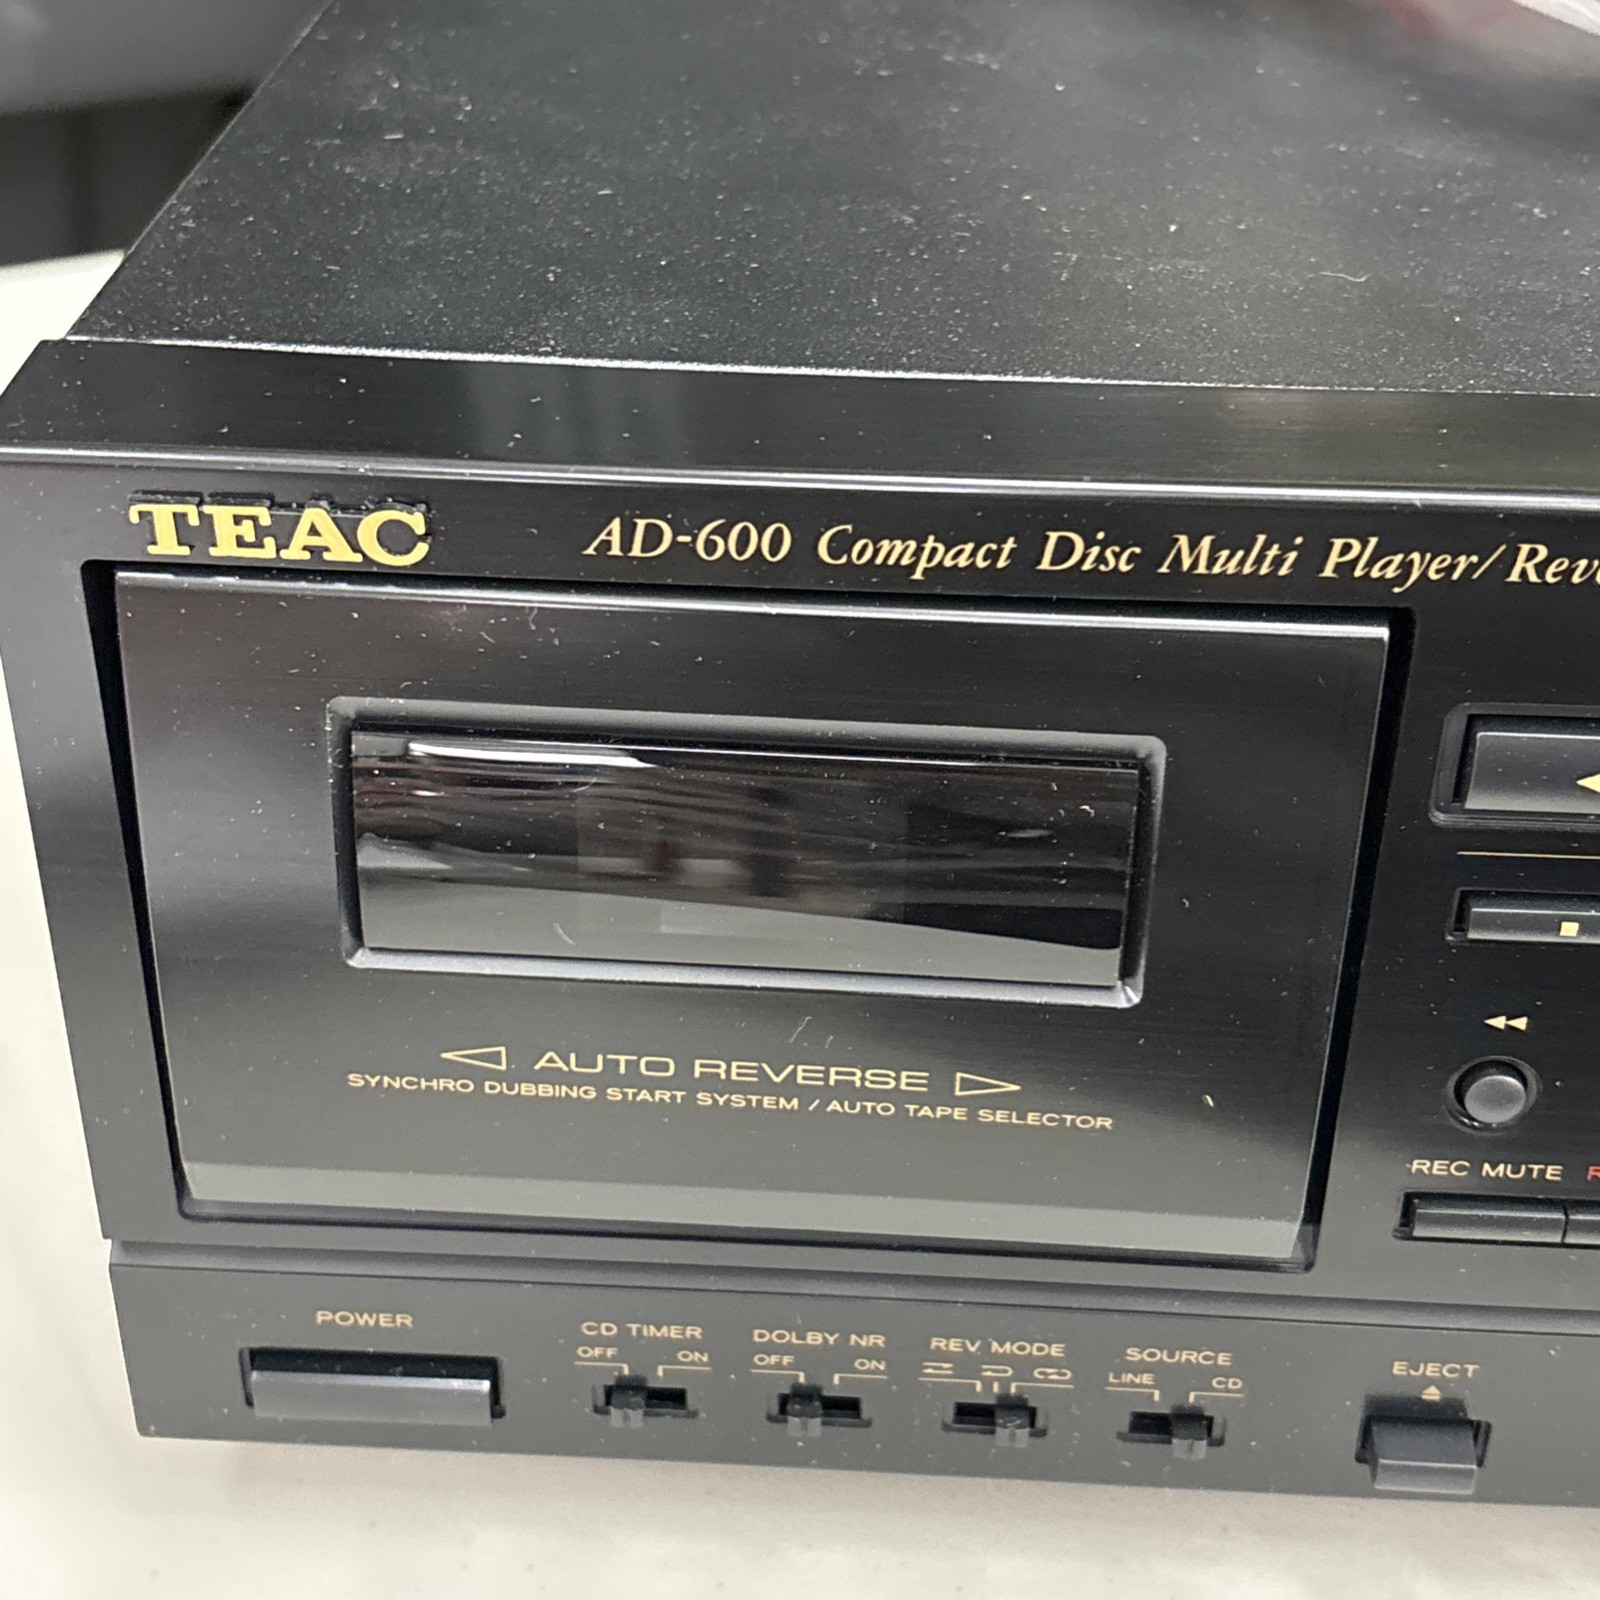 TEAC
AD-600 Compact Disc Multi Player/
AUTO REVERSE
SYNCHRO DUBBING START SYSTEM / AUTO TAPE SELECTOR
REC MUTE
POWER
CD TIMER
OFF ON
DOLBY NR
OFF ON
REV MODE
SOURCE
LINE CD
EJECT